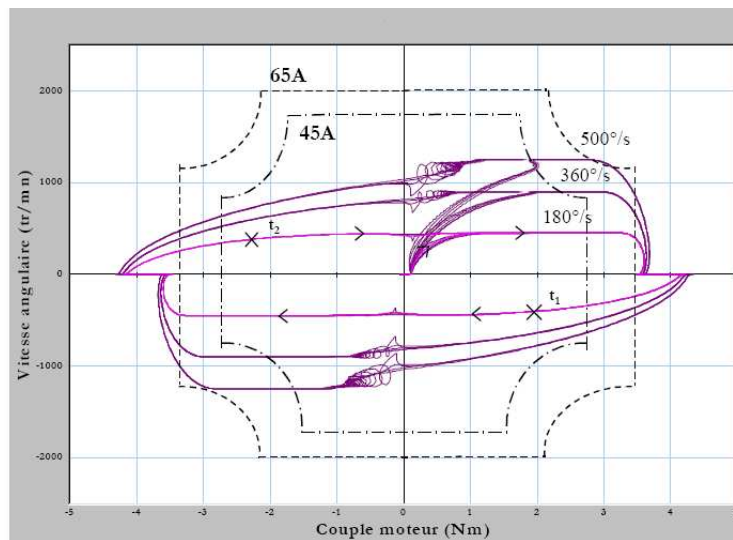 65A
2000
45A
500°/s
360°/s
1000
180°/s
t2
0
t1
-1000
-2000
Vitesse angulaire (tr/mn)
-5 -4 -3 -2 -1 0 1 2 3 4
Couple moteur (Nm)